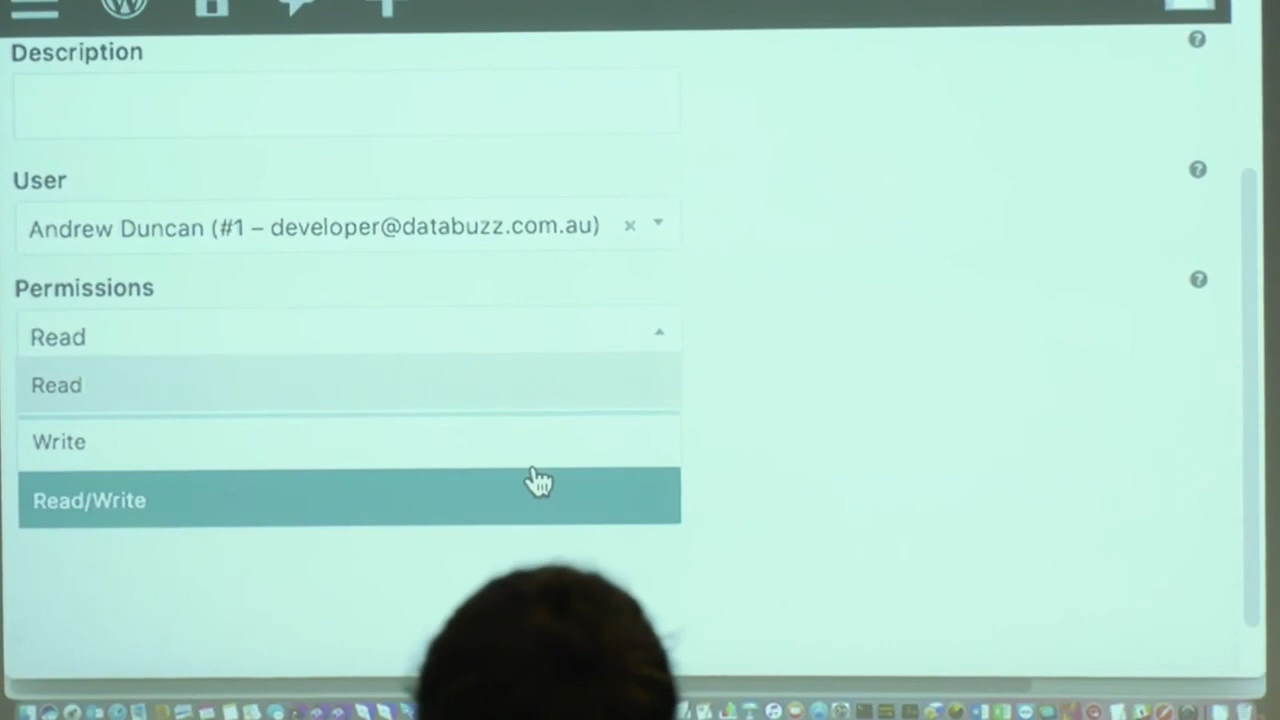 Description
User
Andrew Duncan (#1 – developer@databuzz.com.au)
Permissions
Read
Read
Write
Read/Write